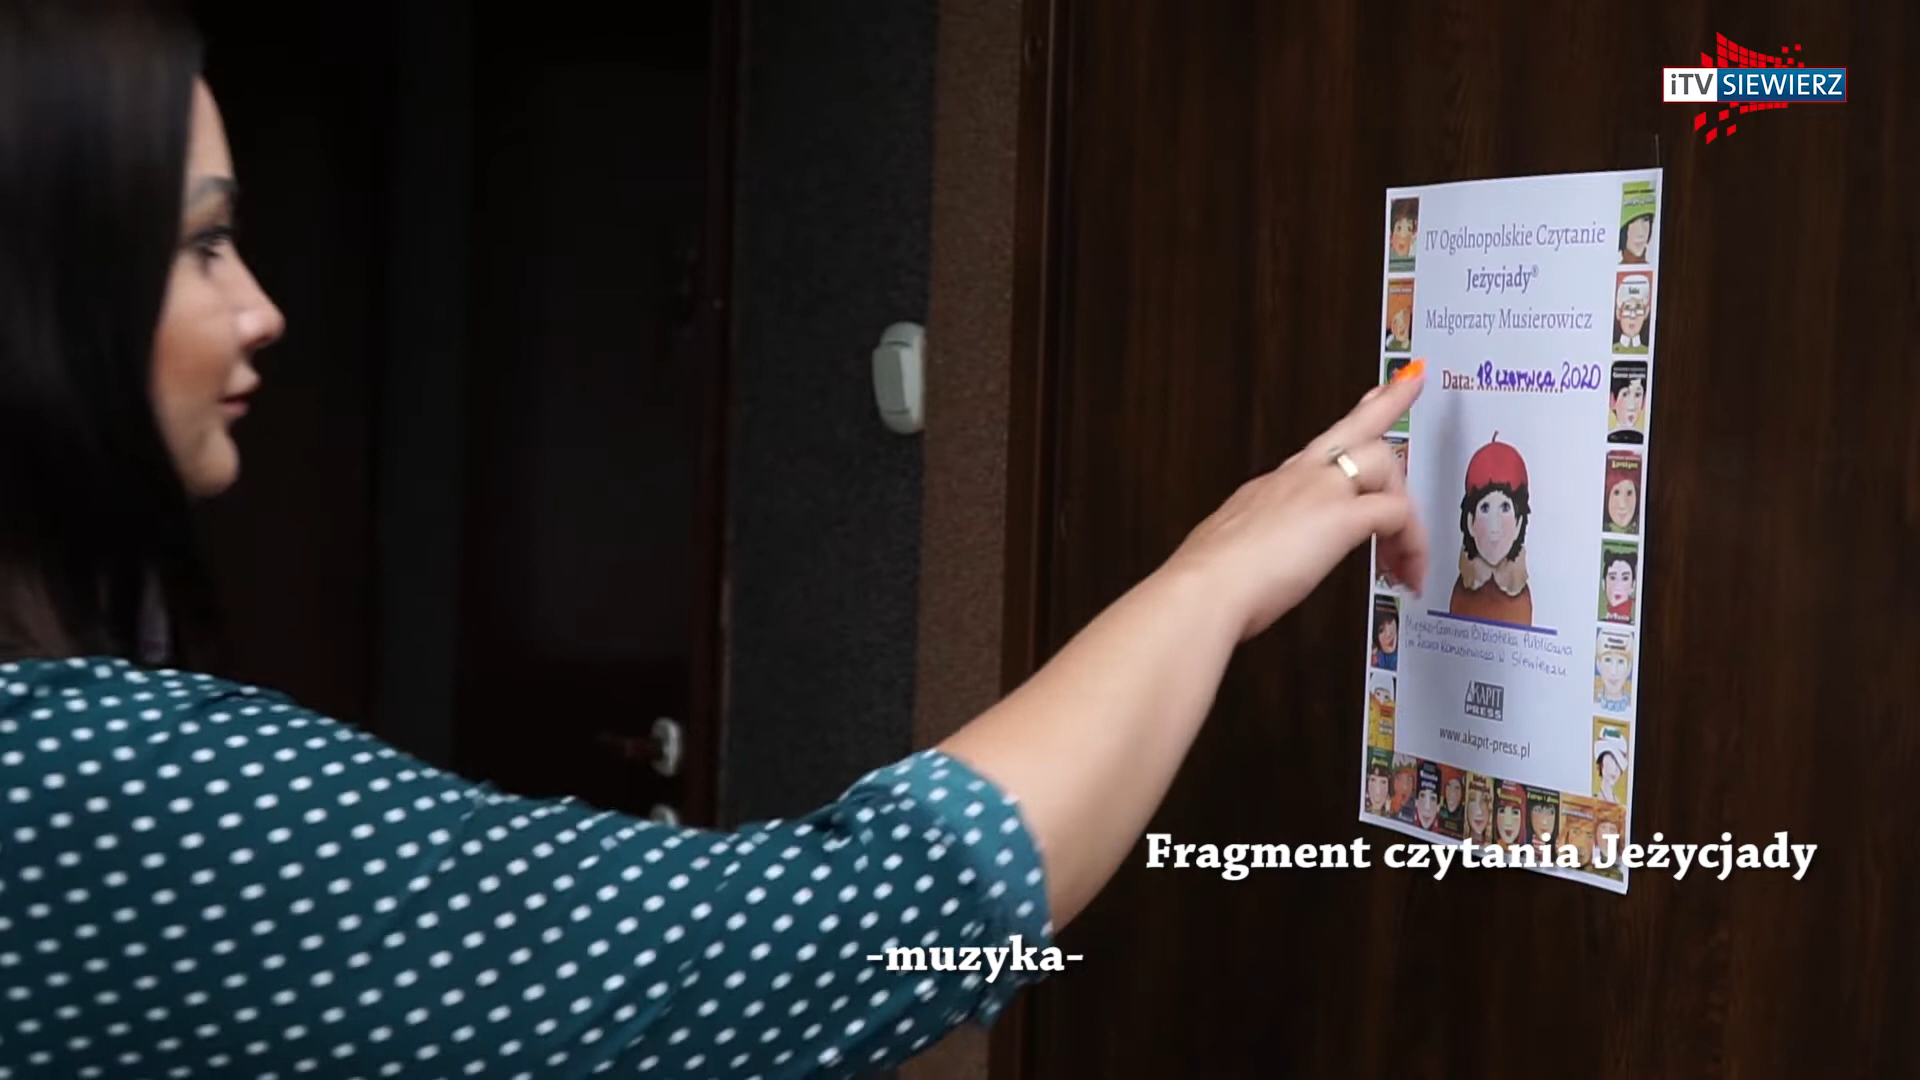 iTV SIEWIERZ
IV Ogólnopolskie Czytanie
Jeżycjady®
Małgorzaty Musierowicz
Data: 18 czerwca 2020
Miejsko-Gminna Biblioteka Publiczna
w Siewierzu
AKAPIT
PRESS
www.akapit-press.pl
Fragment czytania Jeżycjady
-muzyka-